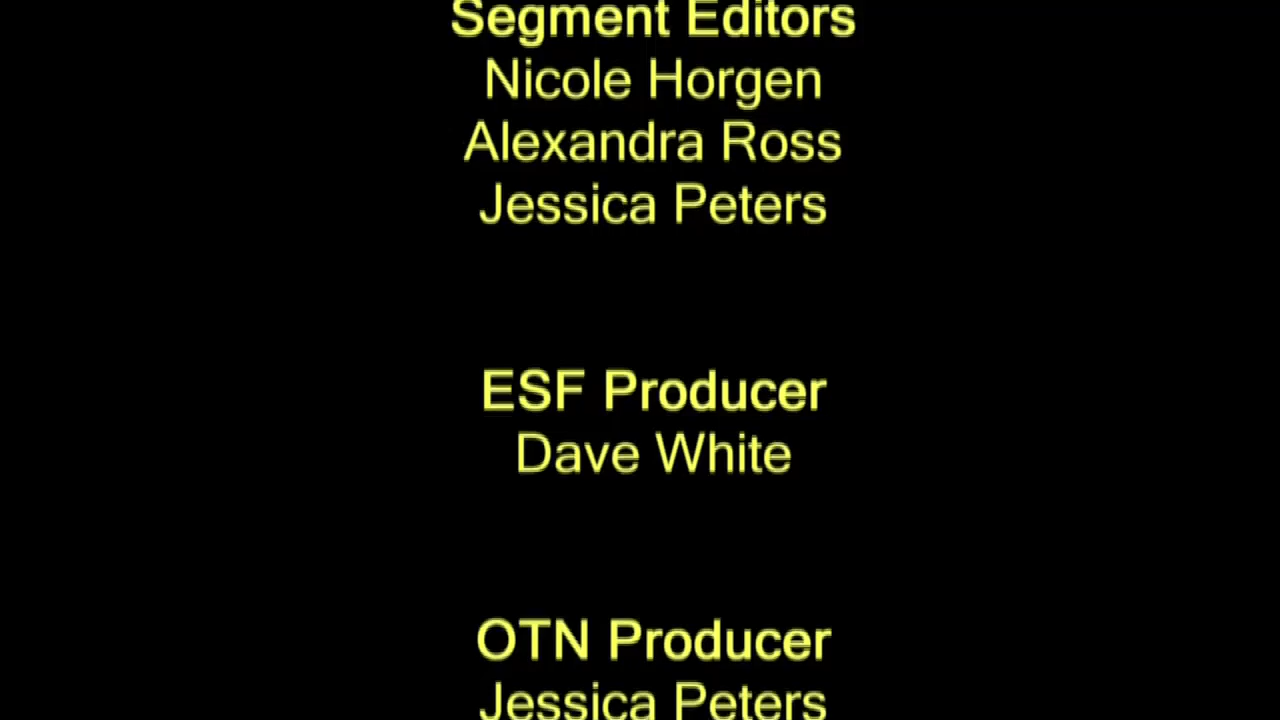 Segment Editors
Nicole Horgen
Alexandra Ross
Jessica Peters
ESF Producer
Dave White
OTN Producer
Jessica Peters